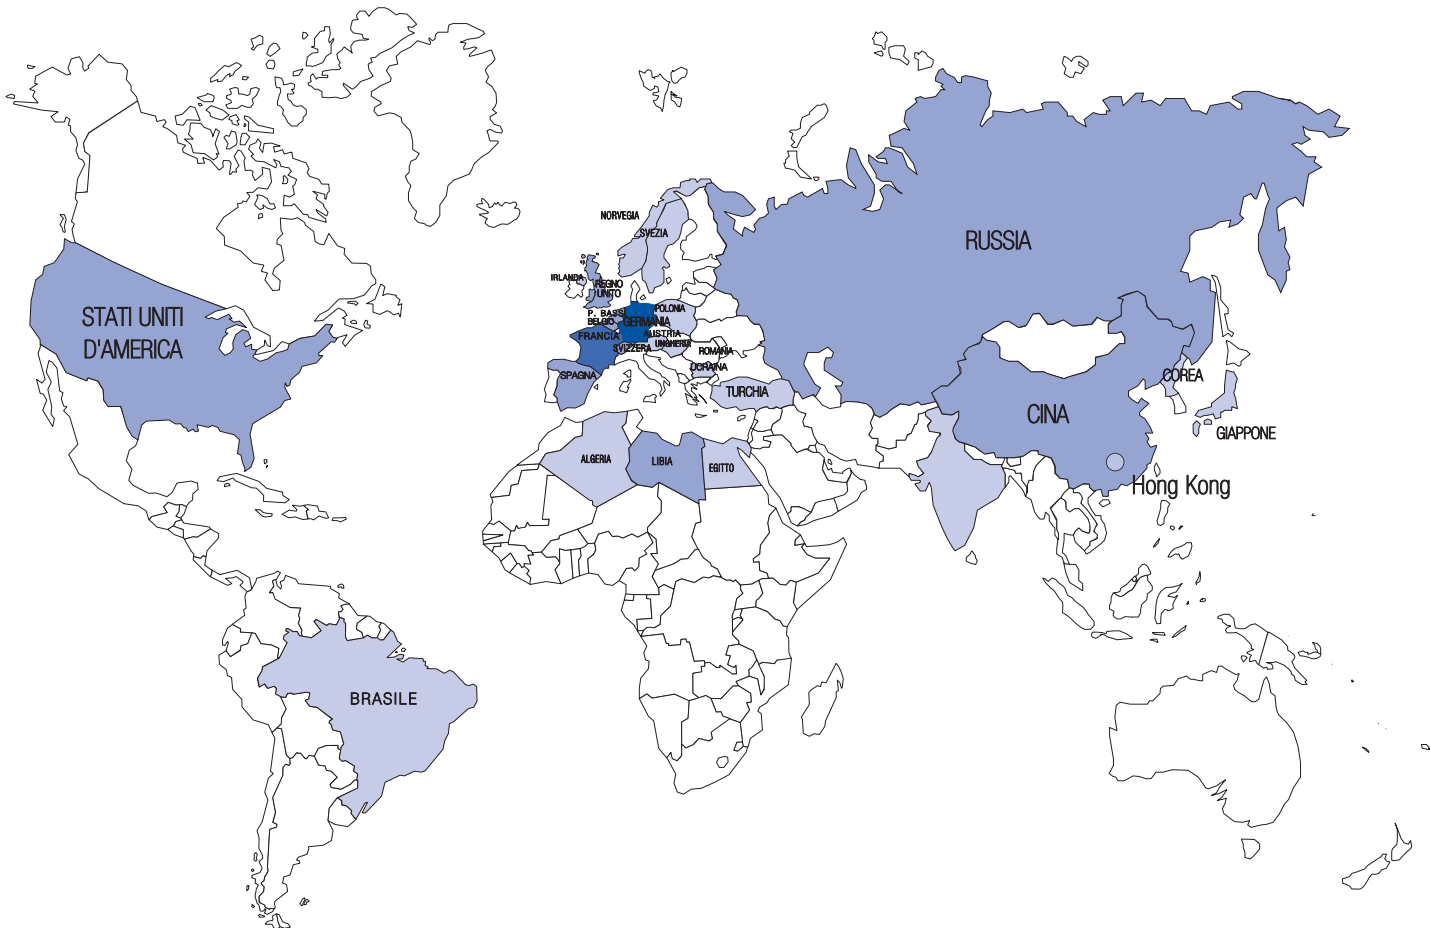 NORVEGIA
SVEZIA
RUSSIA
IRLANDA
REGNO
UNITO
P. BASSI
BELGIO
POLONIA
GERMANIA
STATI UNITI
D'AMERICA
FRANCIA
AUSTRIA
SVIZZERA
UNGHERIA
ROMANIA
UCRAINA
SPAGNA
TURCHIA
COREA
CINA
GIAPPONE
ALGERIA
LIBIA
EGITTO
Hong Kong
BRASILE